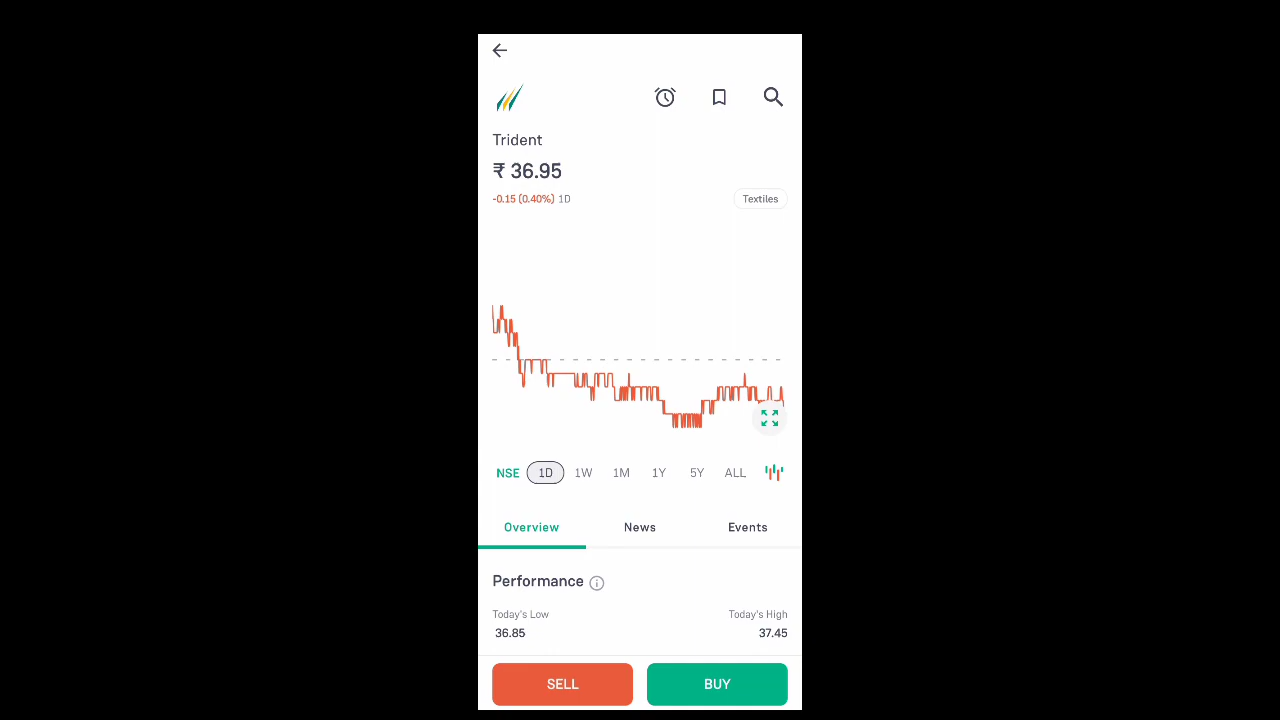 Trident
₹ 36.95
-0.15 (0.40%) 1D
Textiles
NSE 1D 1W 1M 1Y 5Y ALL
Overview News Events
Performance
Today's Low Today's High
36.85 37.45
SELL BUY